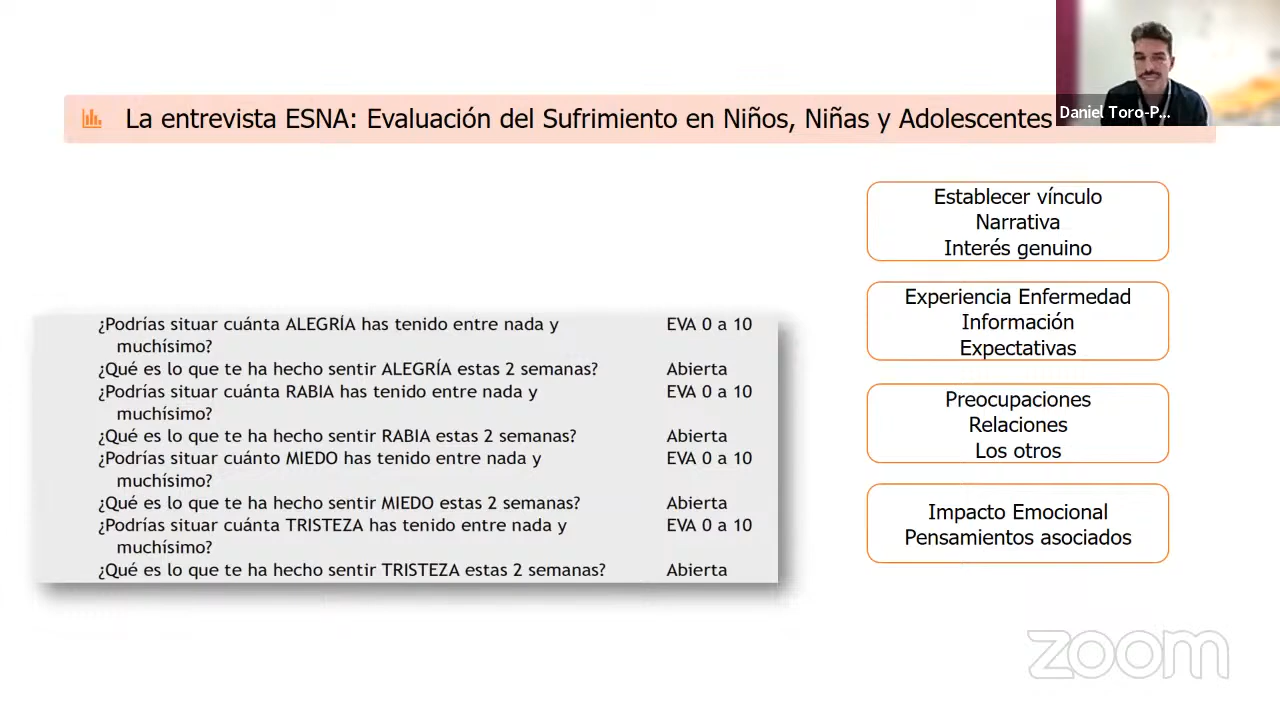 La entrevista ESNA: Evaluación del Sufrimiento en Niños, Niñas y Adolescentes
Daniel Toro-P...
¿Podrías situar cuánta ALEGRÍA has tenido entre nada y EVA 0 a 10
muchísimo?
¿Qué es lo que te ha hecho sentir ALEGRÍA estas 2 semanas? Abierta
¿Podrías situar cuánta RABIA has tenido entre nada y EVA 0 a 10
muchísimo?
¿Qué es lo que te ha hecho sentir RABIA estas 2 semanas? Abierta
¿Podrías situar cuánto MIEDO has tenido entre nada y EVA 0 a 10
muchísimo?
¿Qué es lo que te ha hecho sentir MIEDO estas 2 semanas? Abierta
¿Podrías situar cuánta TRISTEZA has tenido entre nada y EVA 0 a 10
muchísimo?
¿Qué es lo que te ha hecho sentir TRISTEZA estas 2 semanas? Abierta
Establecer vínculo
Narrativa
Interés genuino
Experiencia Enfermedad
Información
Expectativas
Preocupaciones
Relaciones
Los otros
Impacto Emocional
Pensamientos asociados
zoom